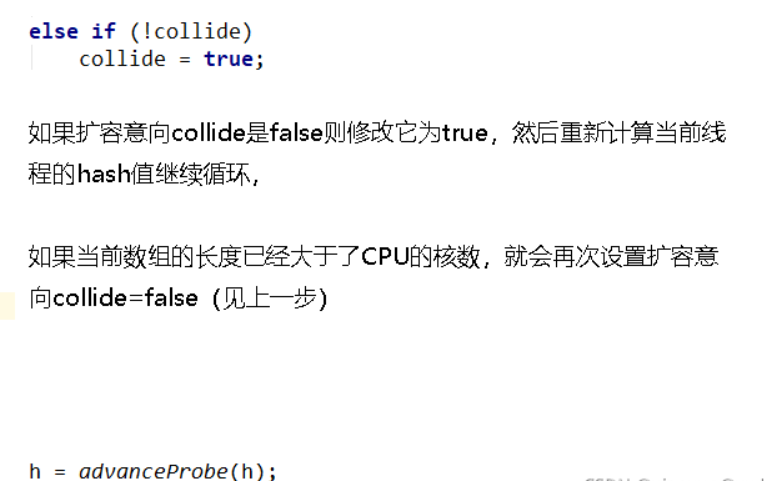 else if (!collide)
collide = true;
如果扩容意向collide是false则修改它为true，然后重新计算当前线
程的hash值继续循环，
如果当前数组的长度已经大于了CPU的核数，就会再次设置扩容意
向collide=false（见上一步）
h = advanceProbe(h);